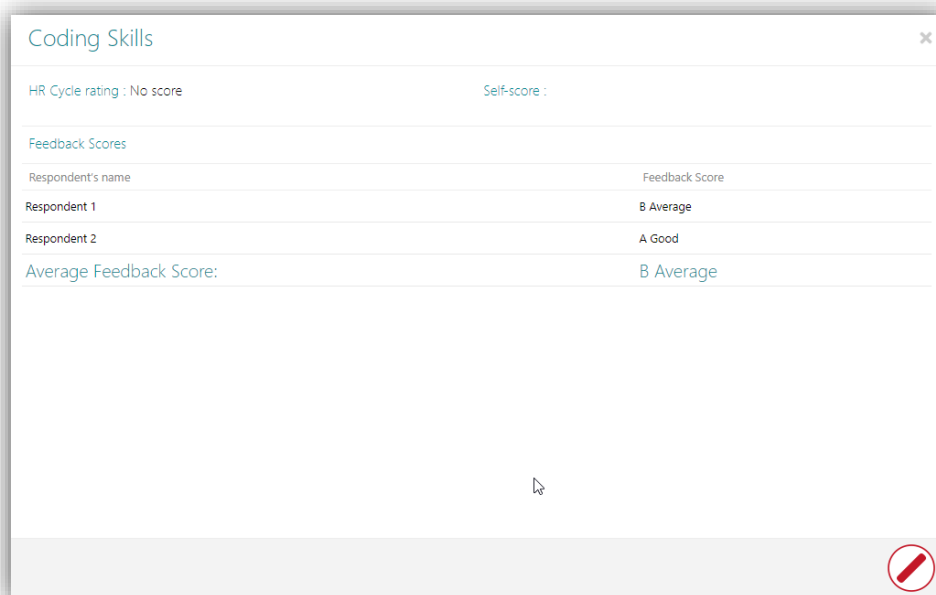 Coding Skills
HR Cycle rating : No score Self-score :
Feedback Scores
Respondent's name Feedback Score
Respondent 1 B Average
Respondent 2 A Good
Average Feedback Score: B Average